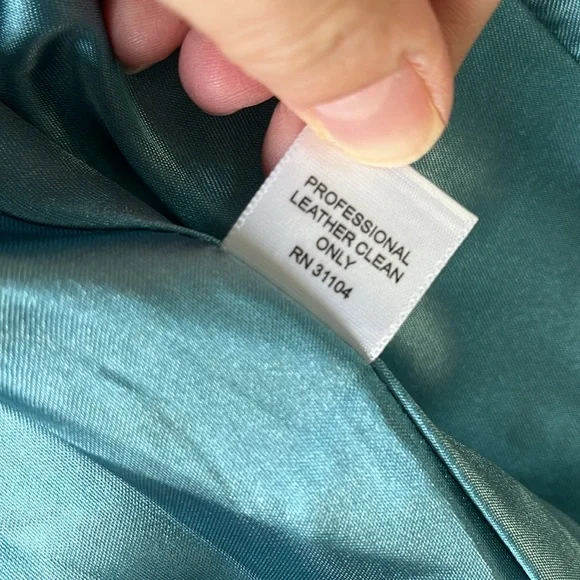 PROFESSIONAL
LEATHER CLEAN
ONLY
RN 31104